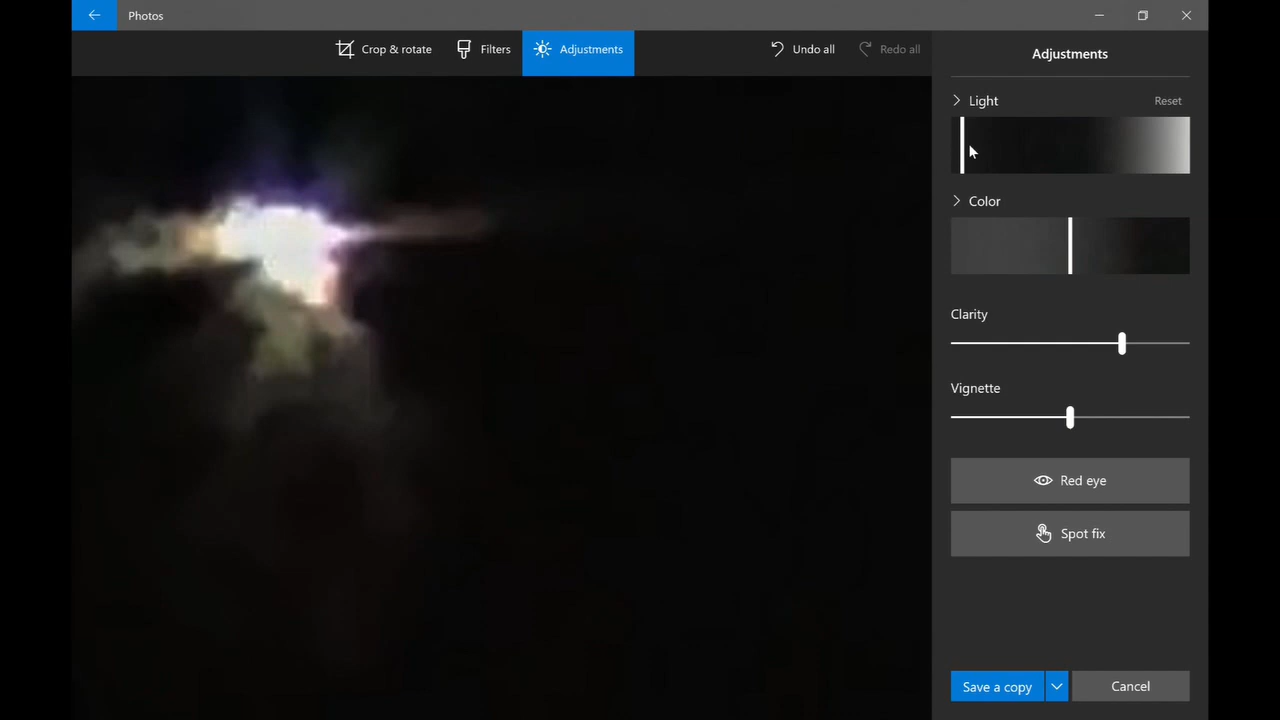 Photos
Crop & rotate
Filters
Adjustments
Undo all
Redo all
Adjustments
Light
Reset
Color
Clarity
Vignette
Red eye
Spot fix
Save a copy
Cancel